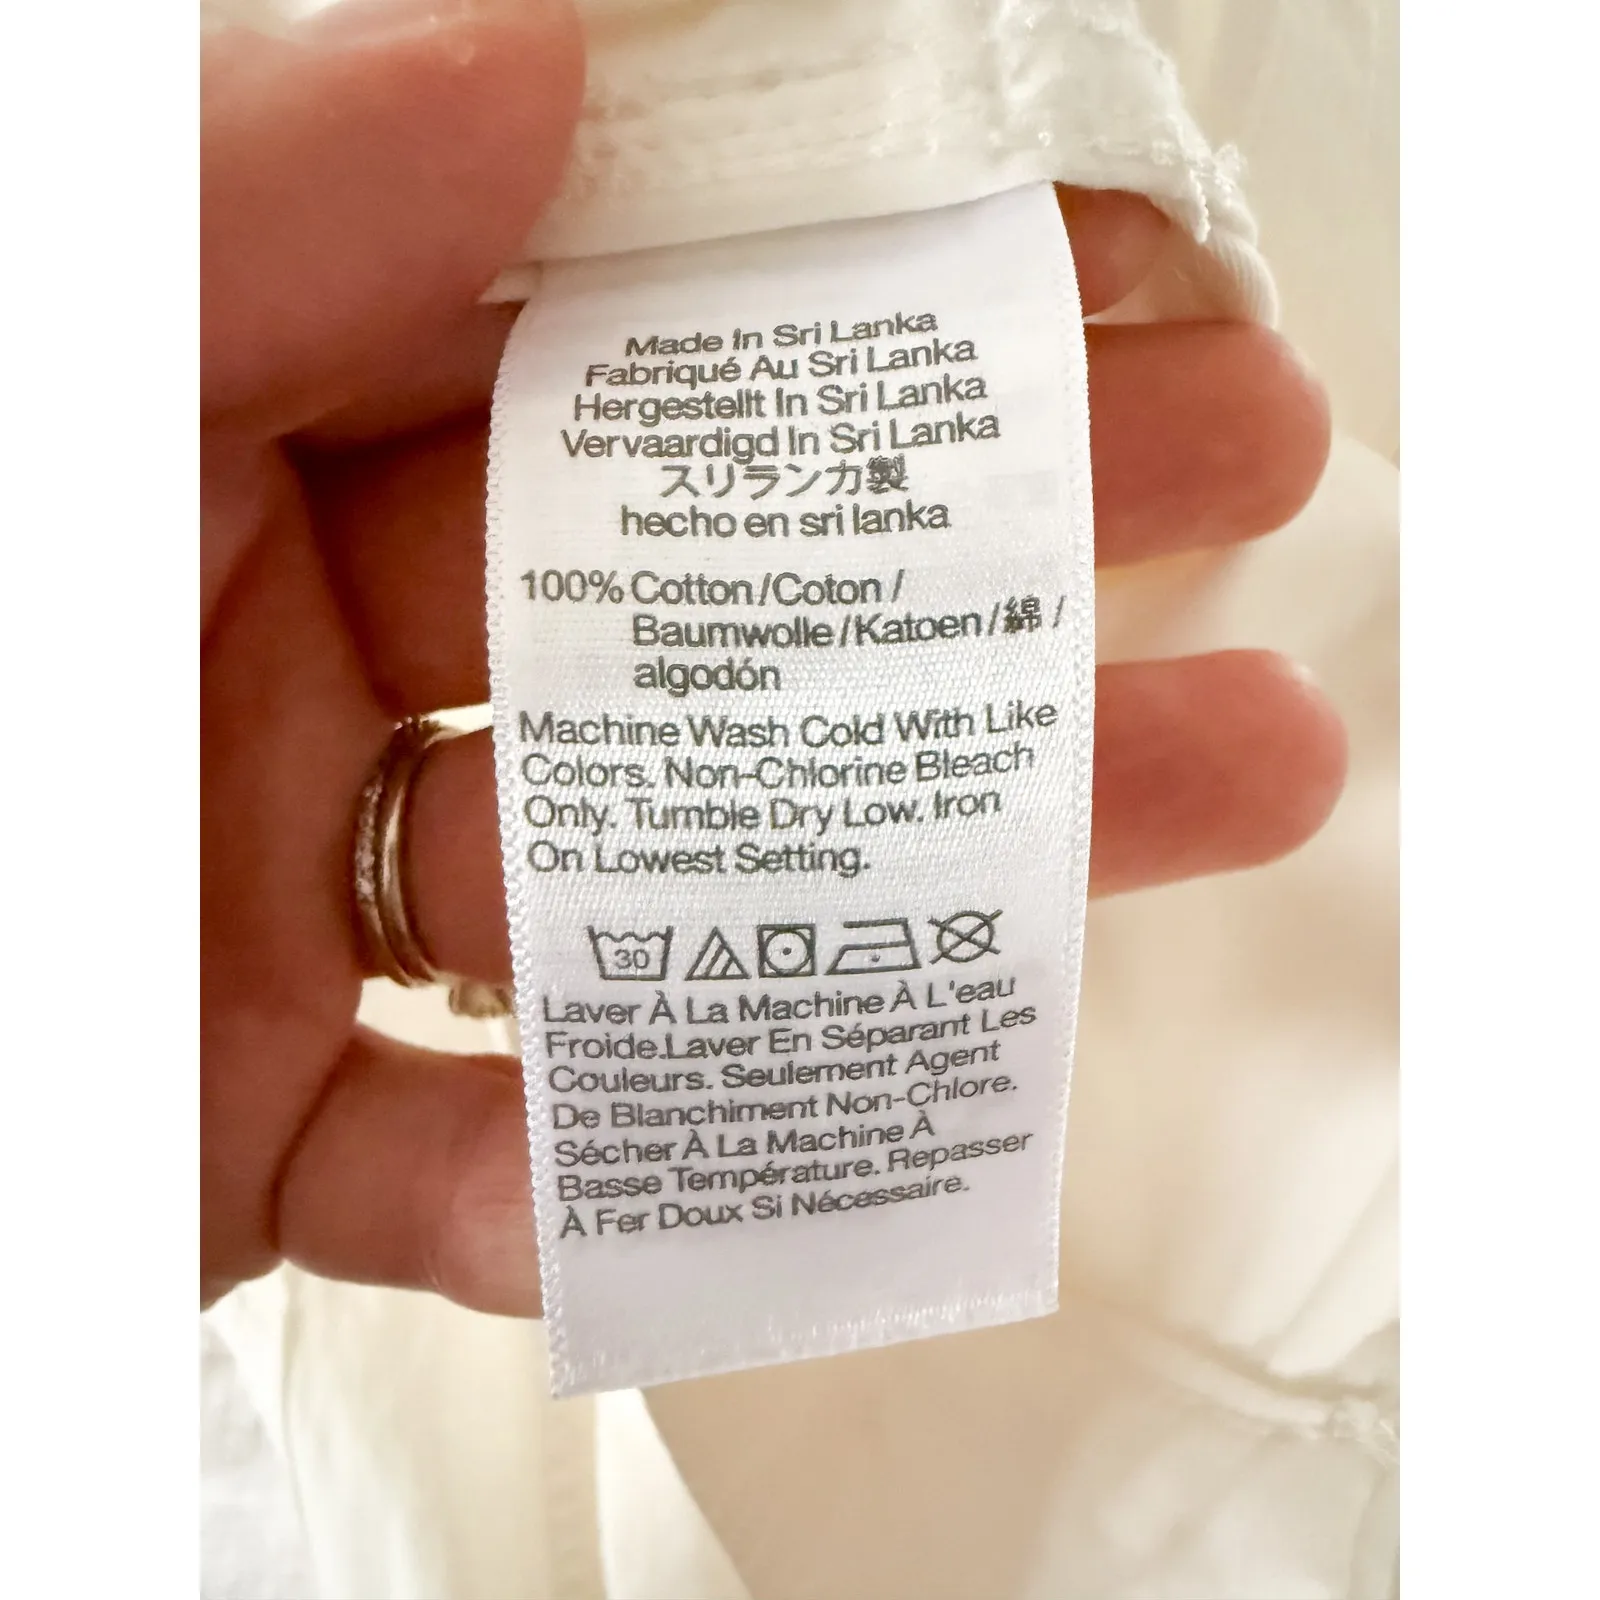 Made In Sri Lanka
Fabriqué Au Sri Lanka
Hergestellt In Sri Lanka
Vervaardigd In Sri Lanka
スリランカ製
hecho en sri lanka
100% Cotton/Coton/
Baumwolle/Katoen/綿/
algodón
Machine Wash Cold With Like
Colors. Non-Chlorine Bleach
Only. Tumble Dry Low. Iron
On Lowest Setting.
30
Laver À La Machine À L'eau
Froide.Laver En Séparant Les
Couleurs. Seulement Agent
De Blanchiment Non-Chlore.
Sécher À La Machine À
Basse Température. Repasser
À Fer Doux Si Nécessaire.